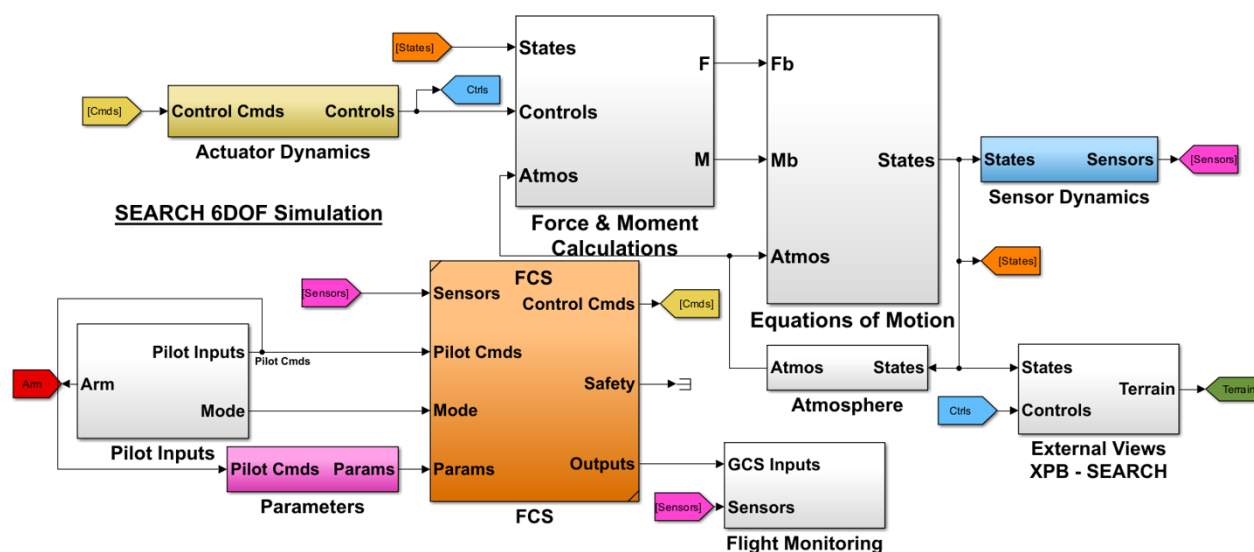 [States]
States
F
Fb
Ctrls
[Cmds]
Control Cmds
Controls
Controls
Actuator Dynamics
M
Mb
States
States
Sensors
[Sensors]
Sensor Dynamics
Atmos
SEARCH 6DOF Simulation
Force & Moment
Calculations
Atmos
[States]
Equations of Motion
FCS
[Sensors]
Sensors
Control Cmds
[Cmds]
Pilot Inputs
Pilot Cmds
Pilot Cmds
Arm
Arm
Safety
Mode
Mode
Pilot Inputs
Atmos
States
Atmosphere
States
Terrain
Terrain
Ctrls
Controls
External Views
XPB - SEARCH
Pilot Cmds
Params
Params
Parameters
Outputs
FCS
GCS Inputs
[Sensors]
Sensors
Flight Monitoring